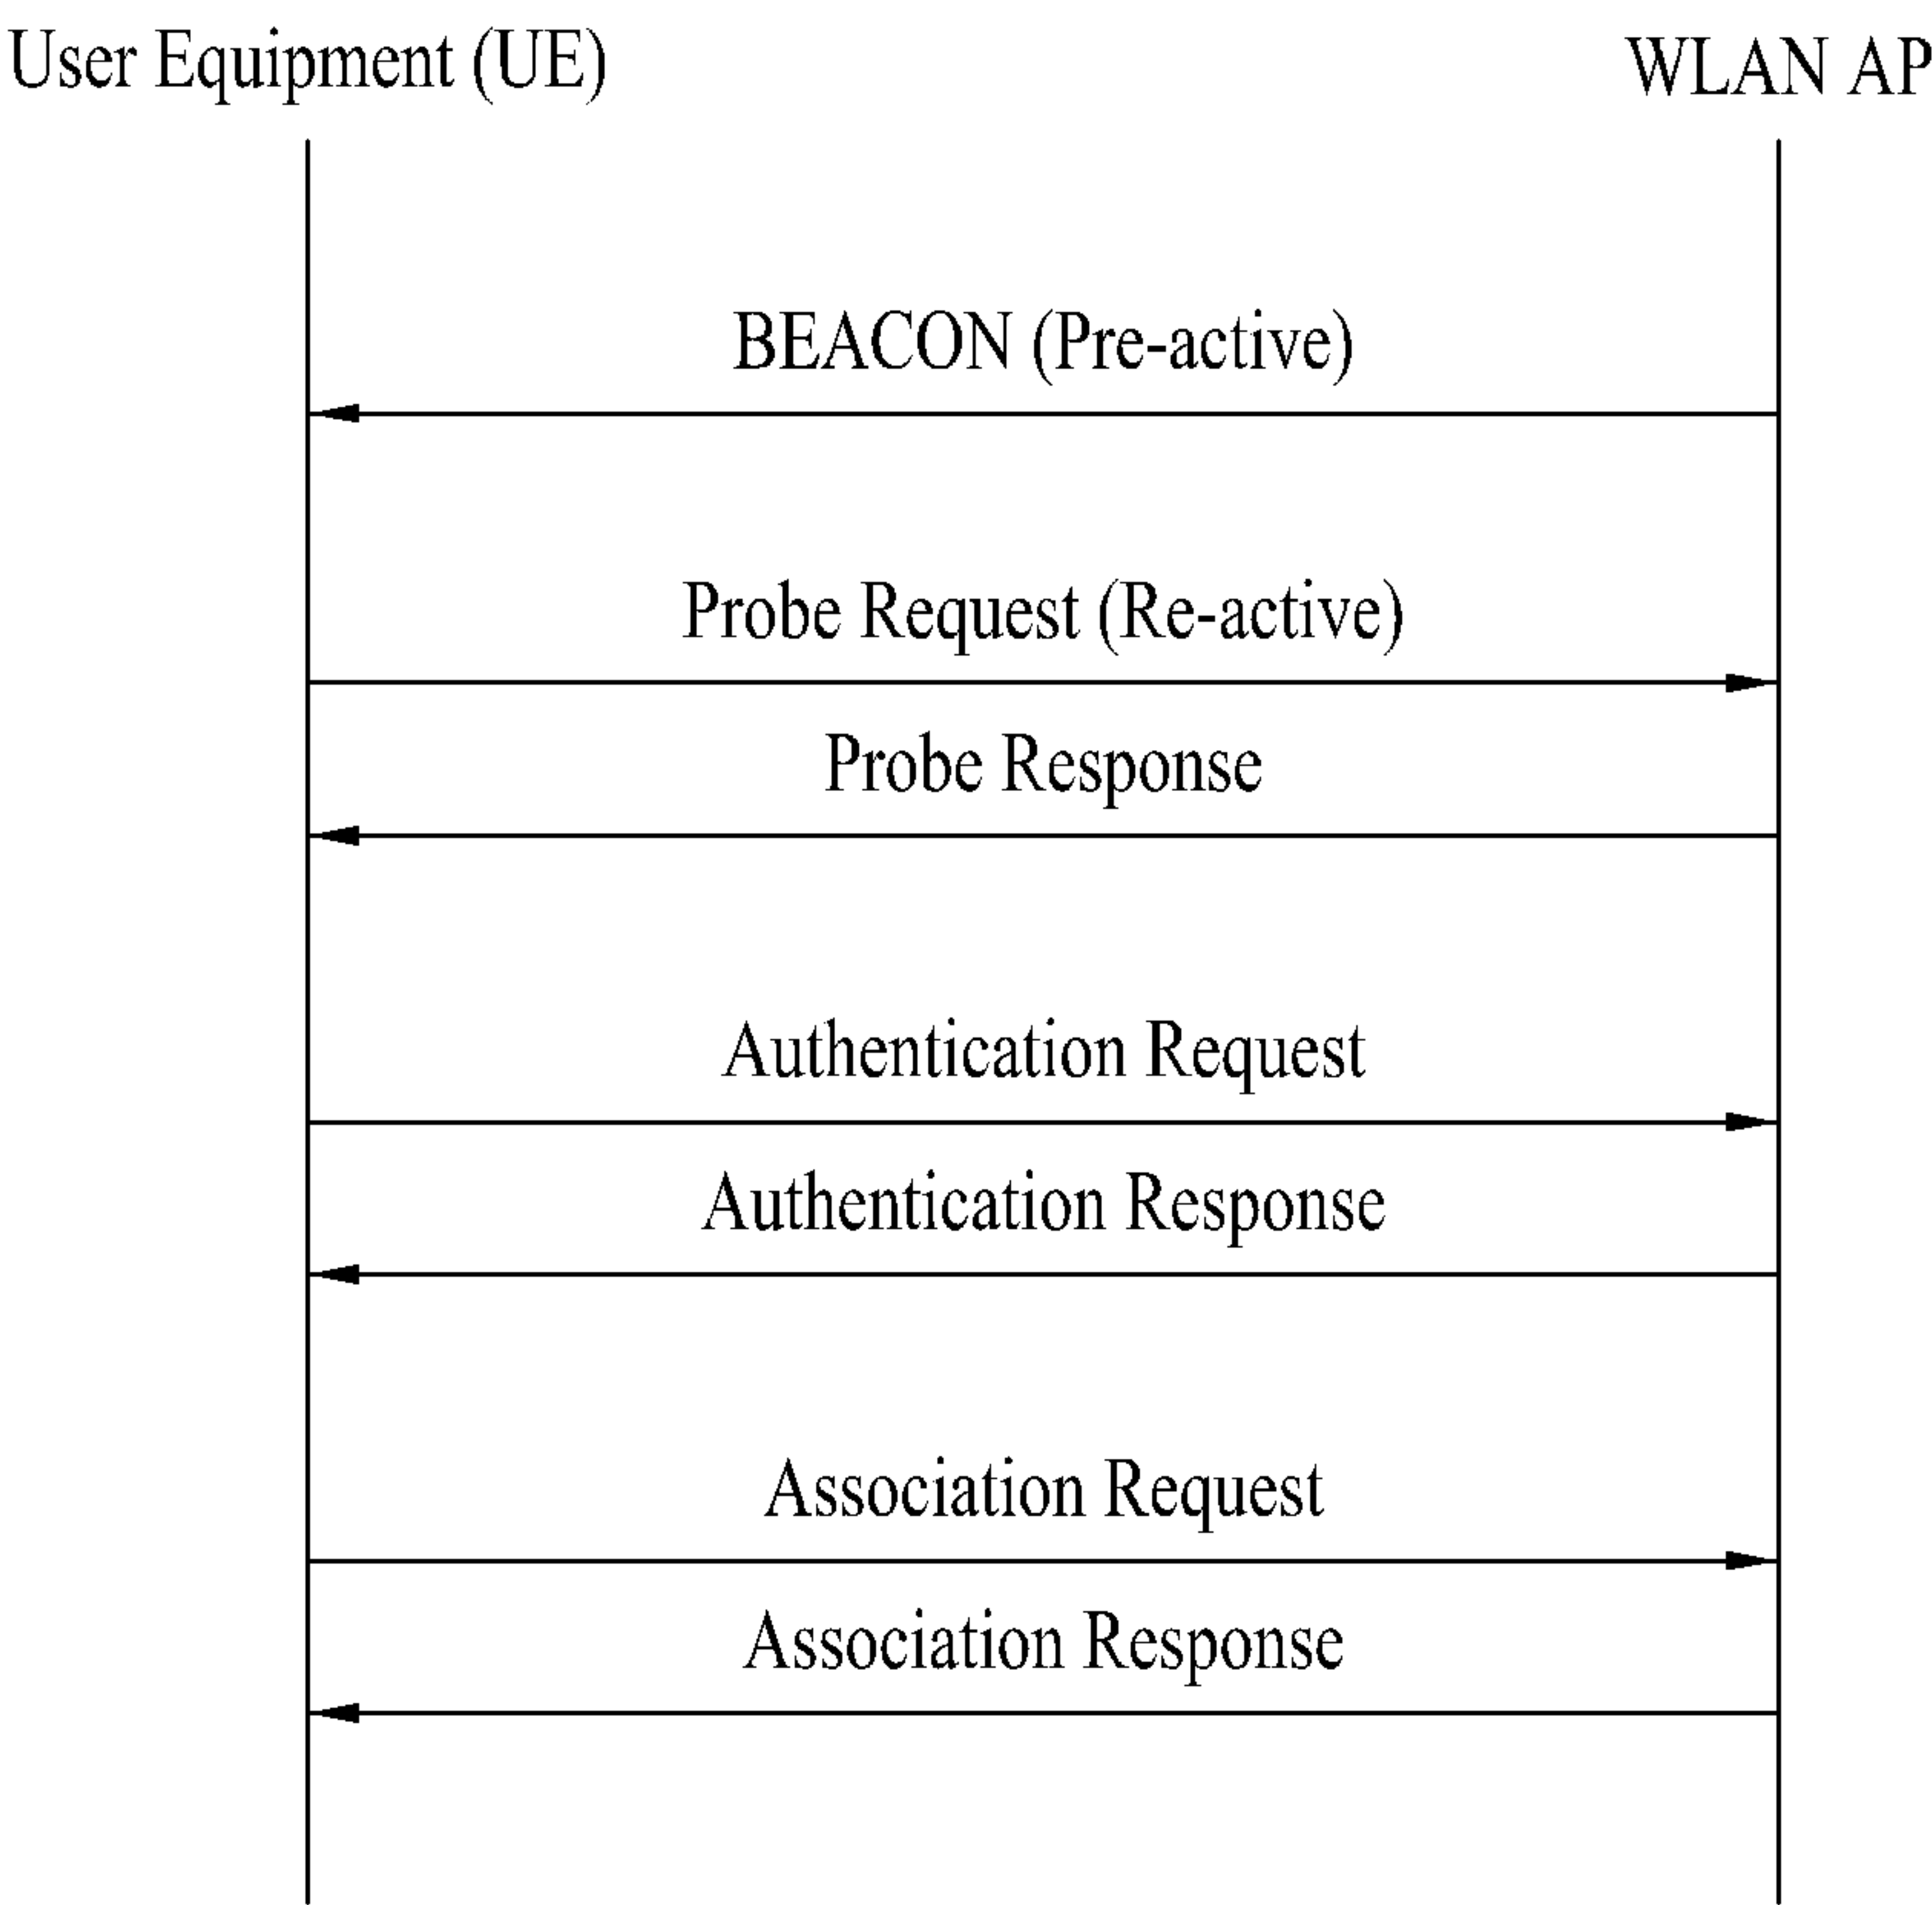 User Equipment (UE)
WLAN AP
BEACON (Pre-active)
Probe Request (Re-active)
Probe Response
Authentication Request
Authentication Response
Association Request
Association Response